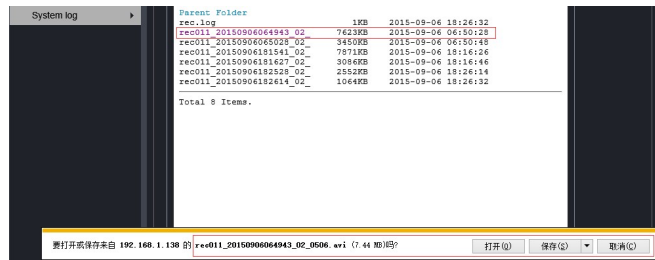 System log
Parent Folder
rec.log 1KB 2015-09-06 18:26:32
rec011_20150906064943_02_ 7623KB 2015-09-06 06:50:28
rec011_20150906065028_02_ 3450KB 2015-09-06 06:50:48
rec011_20150906181541_02_ 7871KB 2015-09-06 18:16:26
rec011_20150906181627_02_ 3086KB 2015-09-06 18:16:46
rec011_20150906182528_02_ 2552KB 2015-09-06 18:26:14
rec011_20150906182614_02_ 1064KB 2015-09-06 18:26:32
Total 8 Items.
要打开或保存来自 192.168.1.138 的 rec011_20150906064943_02_0506.avi (7.44 MB)吗?
打开(O) 保存(S) 取消(C)